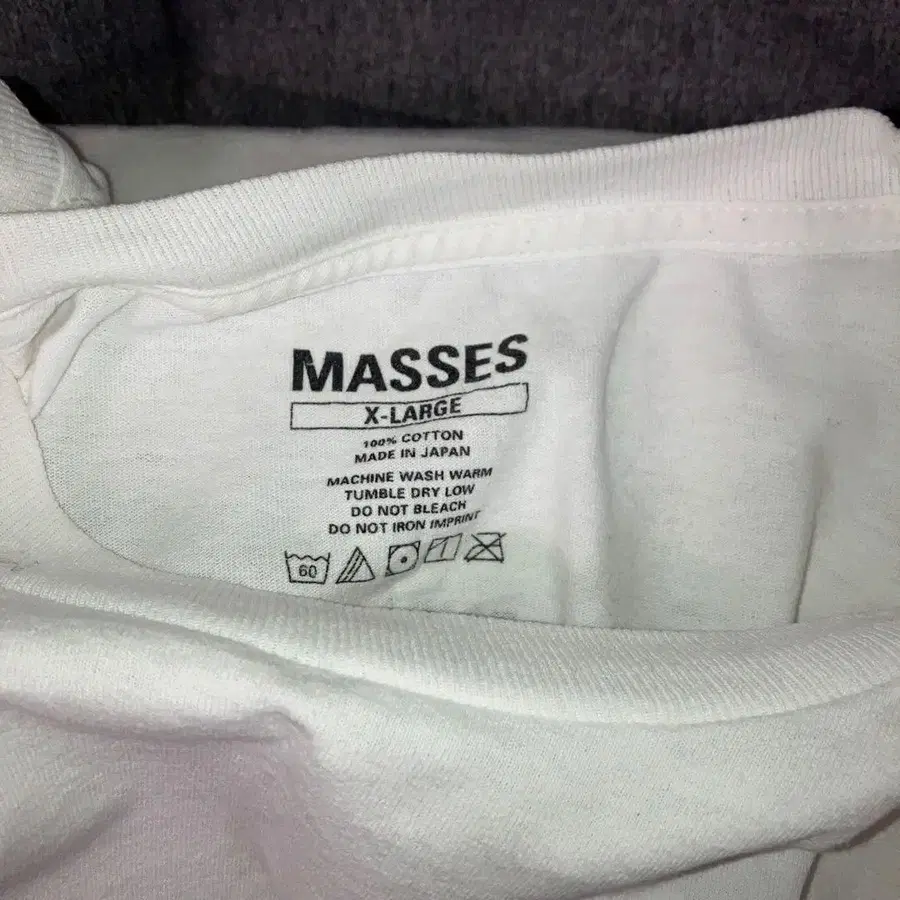 MASSES
X-LARGE
100% COTTON
MADE IN JAPAN
MACHINE WASH WARM
TUMBLE DRY LOW
DO NOT BLEACH
DO NOT IRON IMPRINT
60